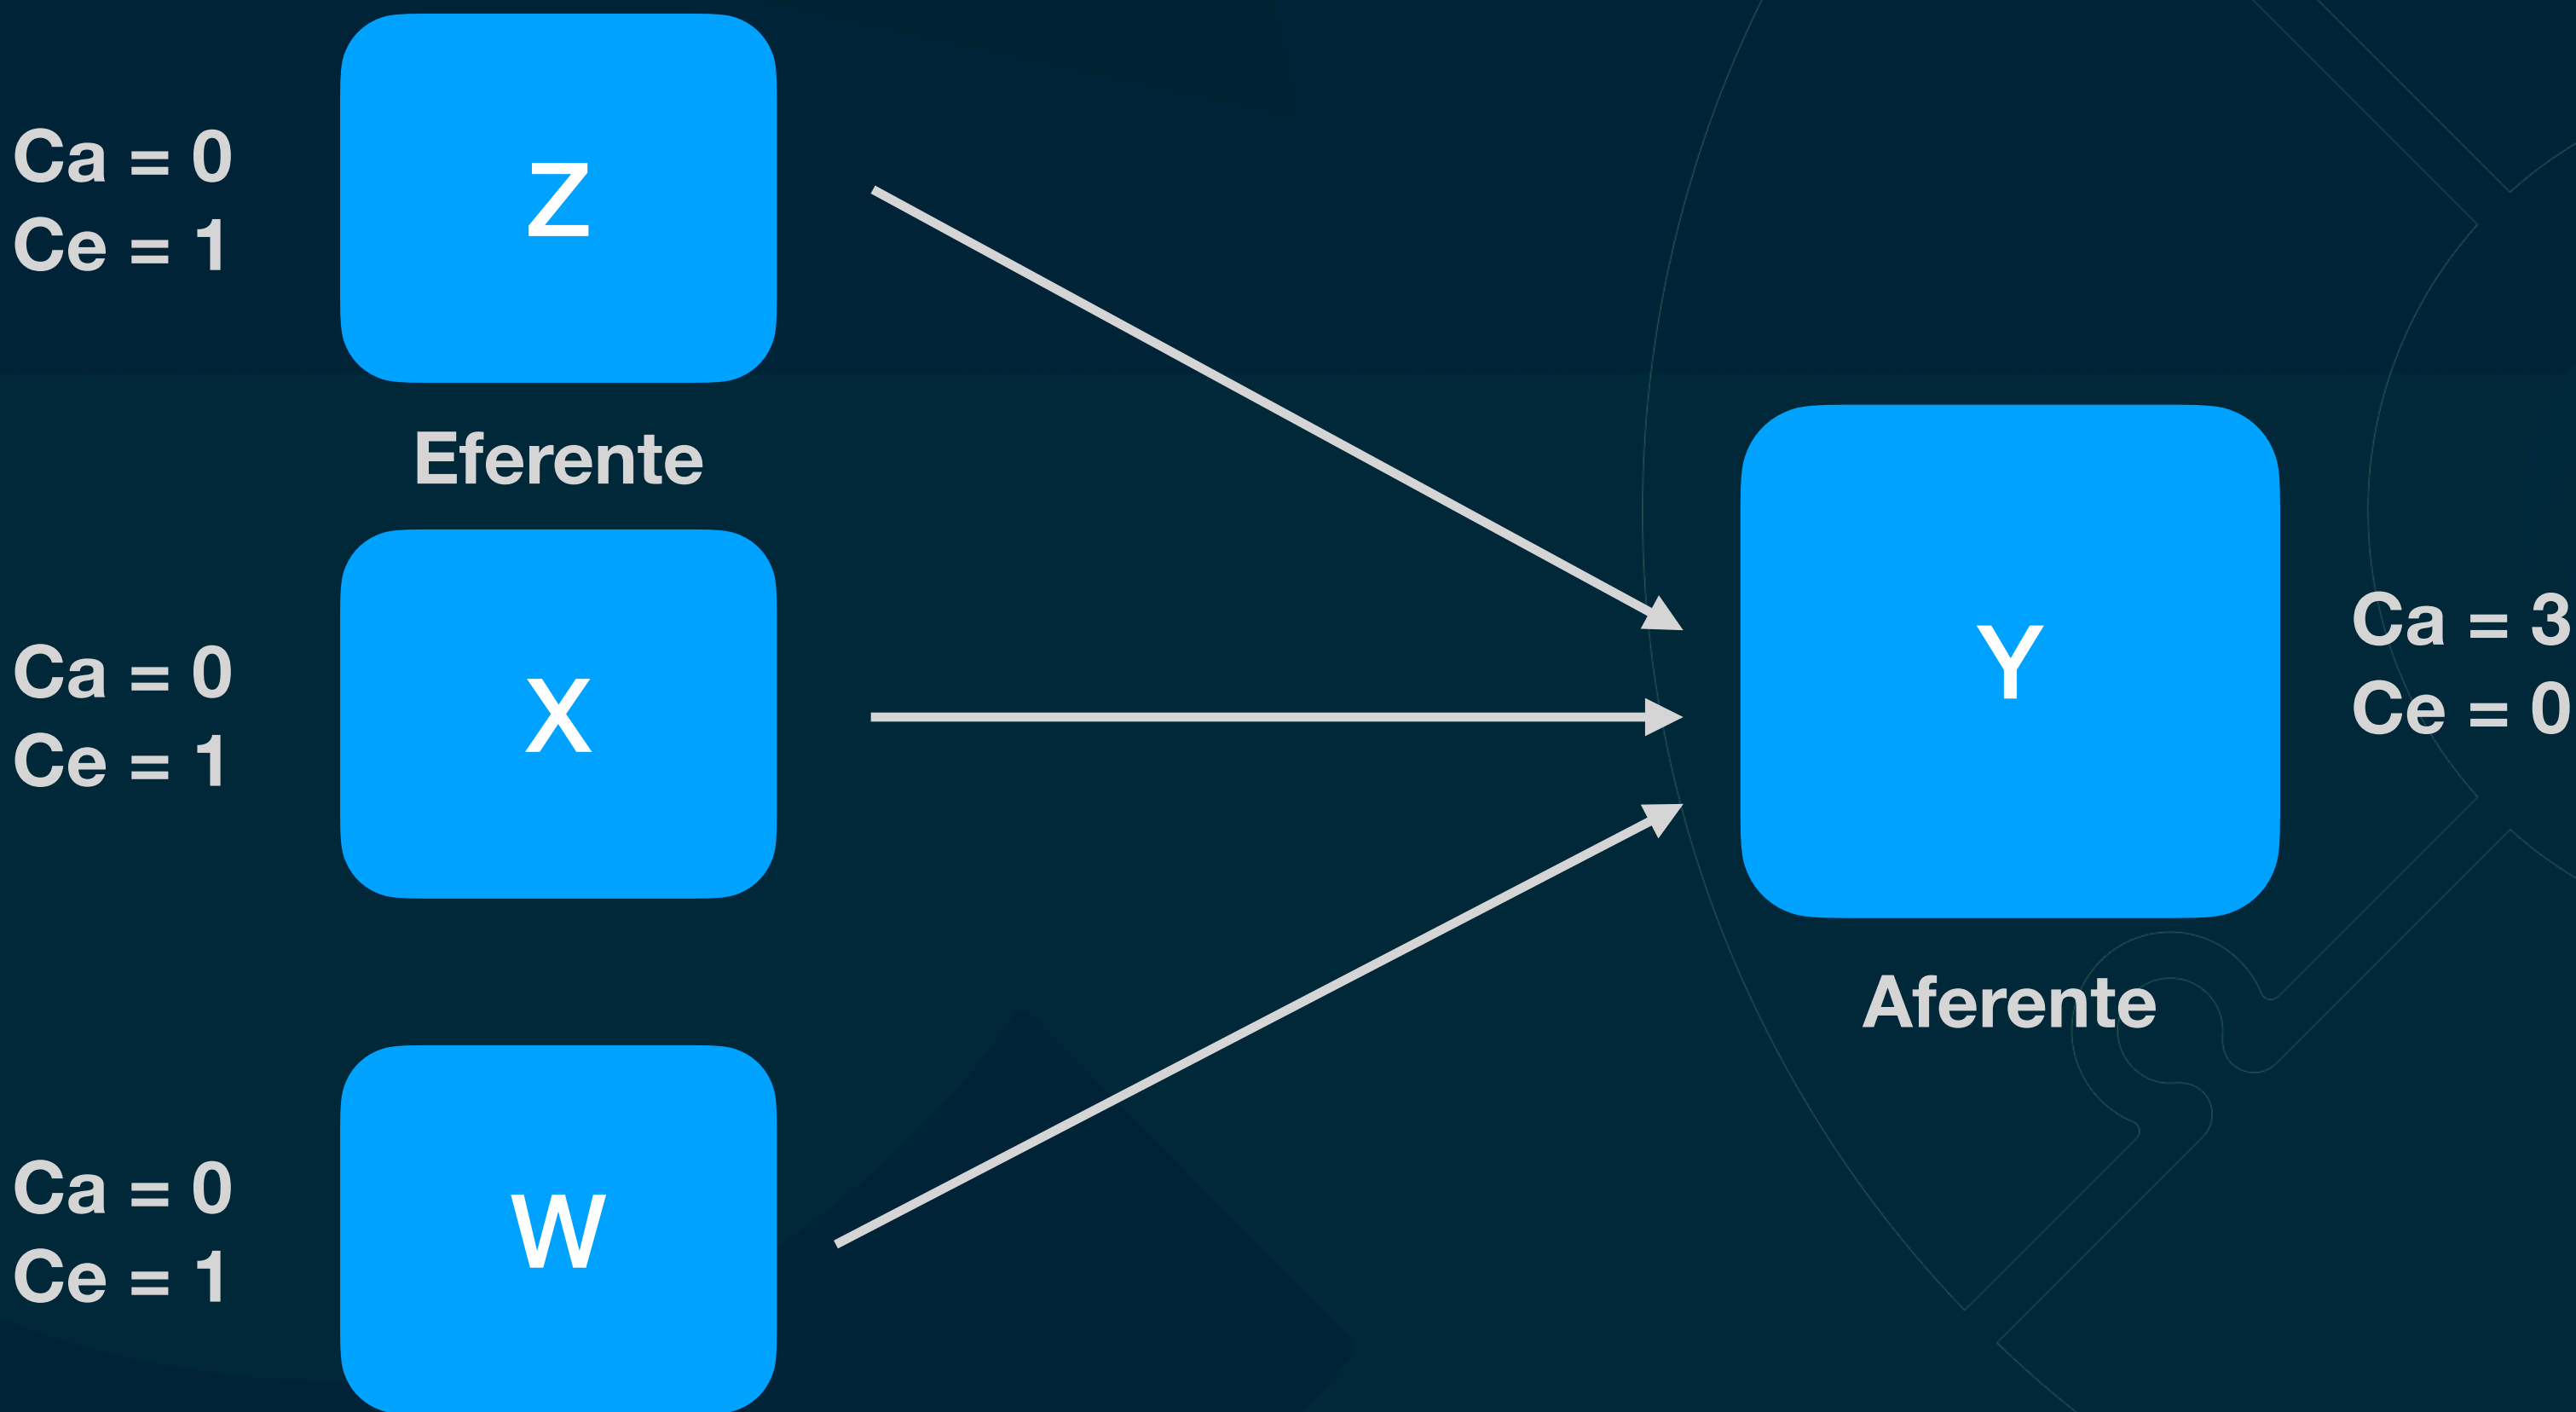 Ca = 0
Ce = 1
Z
Eferente
Ca = 0
Ce = 1
X
Ca = 0
Ce = 1
W
Y
Aferente
Ca = 3
Ce = 0